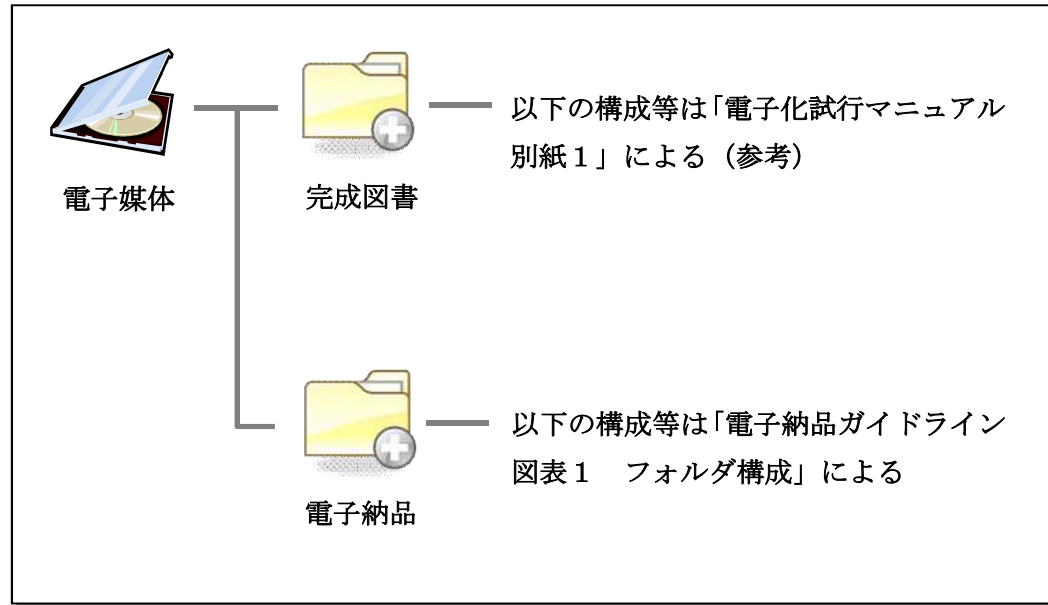 電子媒体
完成図書
以下の構成等は「電子化試行マニュアル
別紙１」による（参考）
電子納品
以下の構成等は「電子納品ガイドライン
図表１　フォルダ構成」による